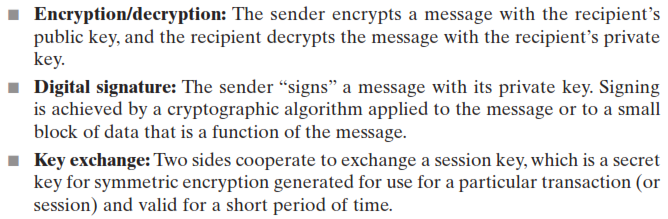 ■ Encryption/decryption: The sender encrypts a message with the recipient's
public key, and the recipient decrypts the message with the recipient's private
key.
■ Digital signature: The sender “signs” a message with its private key. Signing
is achieved by a cryptographic algorithm applied to the message or to a small
block of data that is a function of the message.
■ Key exchange: Two sides cooperate to exchange a session key, which is a secret
key for symmetric encryption generated for use for a particular transaction (or
session) and valid for a short period of time.